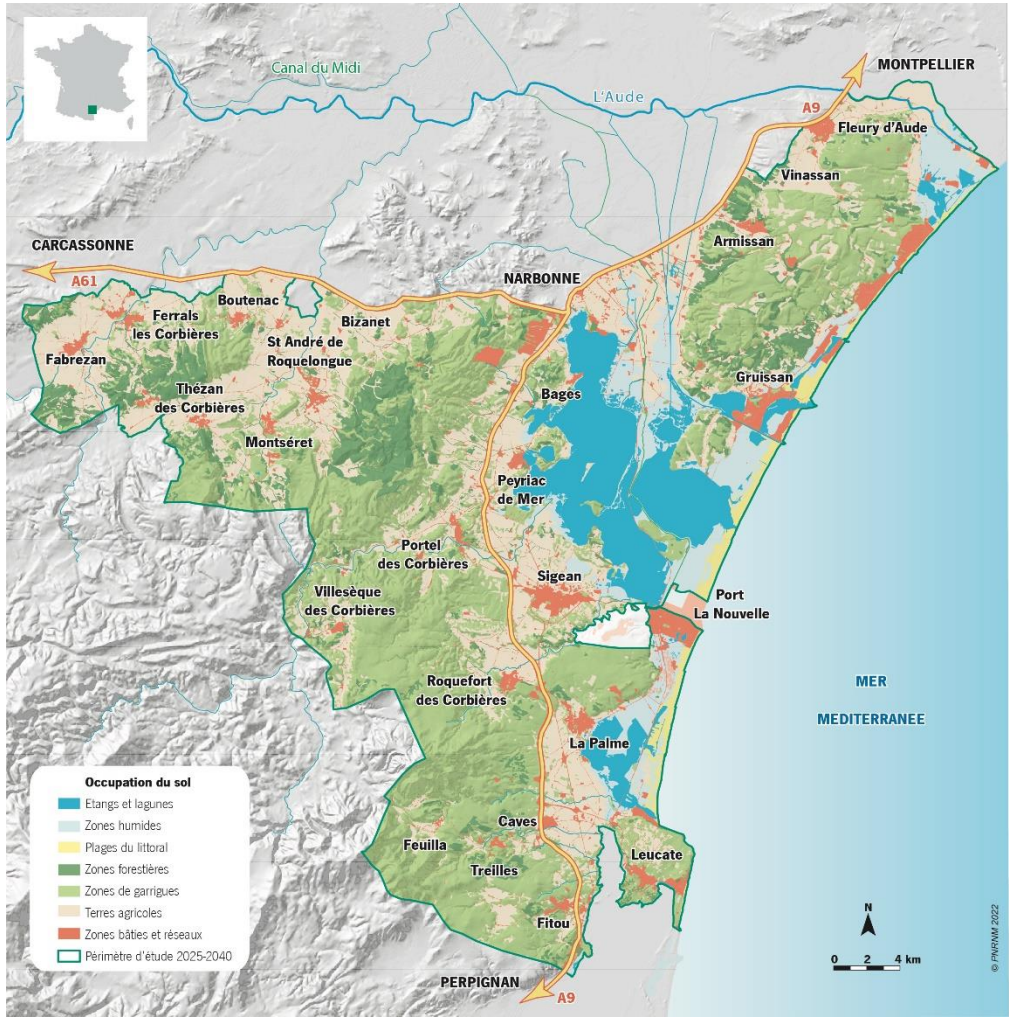 MONTPELLIER
Canal du Midi
L'Aude
A9
Fleury d'Aude
Vinassan
Armissan
CARCASSONNE
A61
NARBONNE
Boutenac
Ferrals
les Corbières
Bizanet
St André de
Roquelongue
Fabrezan
Thézan
des Corbières
Montséret
Bages
Gruissan
Peyriac
de Mer
Portel
des Corbières
Sigean
Villesèque
des Corbières
Port
La Nouvelle
Roquefort
des Corbières
MER
MEDITERRANEE
La Palme
Caves
Feuilla
Treilles
Leucate
Fitou
PERPIGNAN
A9
Occupation du sol
Etangs et lagunes
Zones humides
Plages du littoral
Zones forestières
Zones de garrigues
Terres agricoles
Zones bâties et réseaux
Périmètre d'étude 2025-2040
N
0 2 4 km
© PNRNM 2022